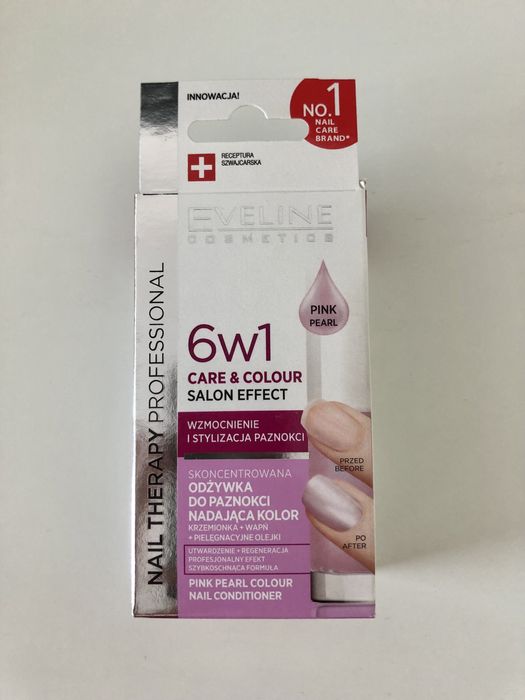 INNOWACJA!
NO.1
NAIL
CARE
BRAND*
RECEPTURA
SZWAJCARSKA
EVELINE
COSMETICS
PINK
PEARL
6w1
CARE & COLOUR
SALON EFFECT
WZMOCNIENIE
I STYLIZACJA PAZNOKCI
PRZED
BEFORE
SKONCENTROWANA
ODŻYWKA
DO PAZNOKCI
NADAJĄCA KOLOR
KRZEMIONKA + WAPŃ
+ PIELĘGNACYJNE OLEJKI
PO
AFTER
UTWARDZENIE + REGENERACJA
PROFESJONALNY EFEKT
SZYBKOSCHNĄCA FORMUŁA
PINK PEARL COLOUR
NAIL CONDITIONER
NAIL THERAPY PROFESSIONAL